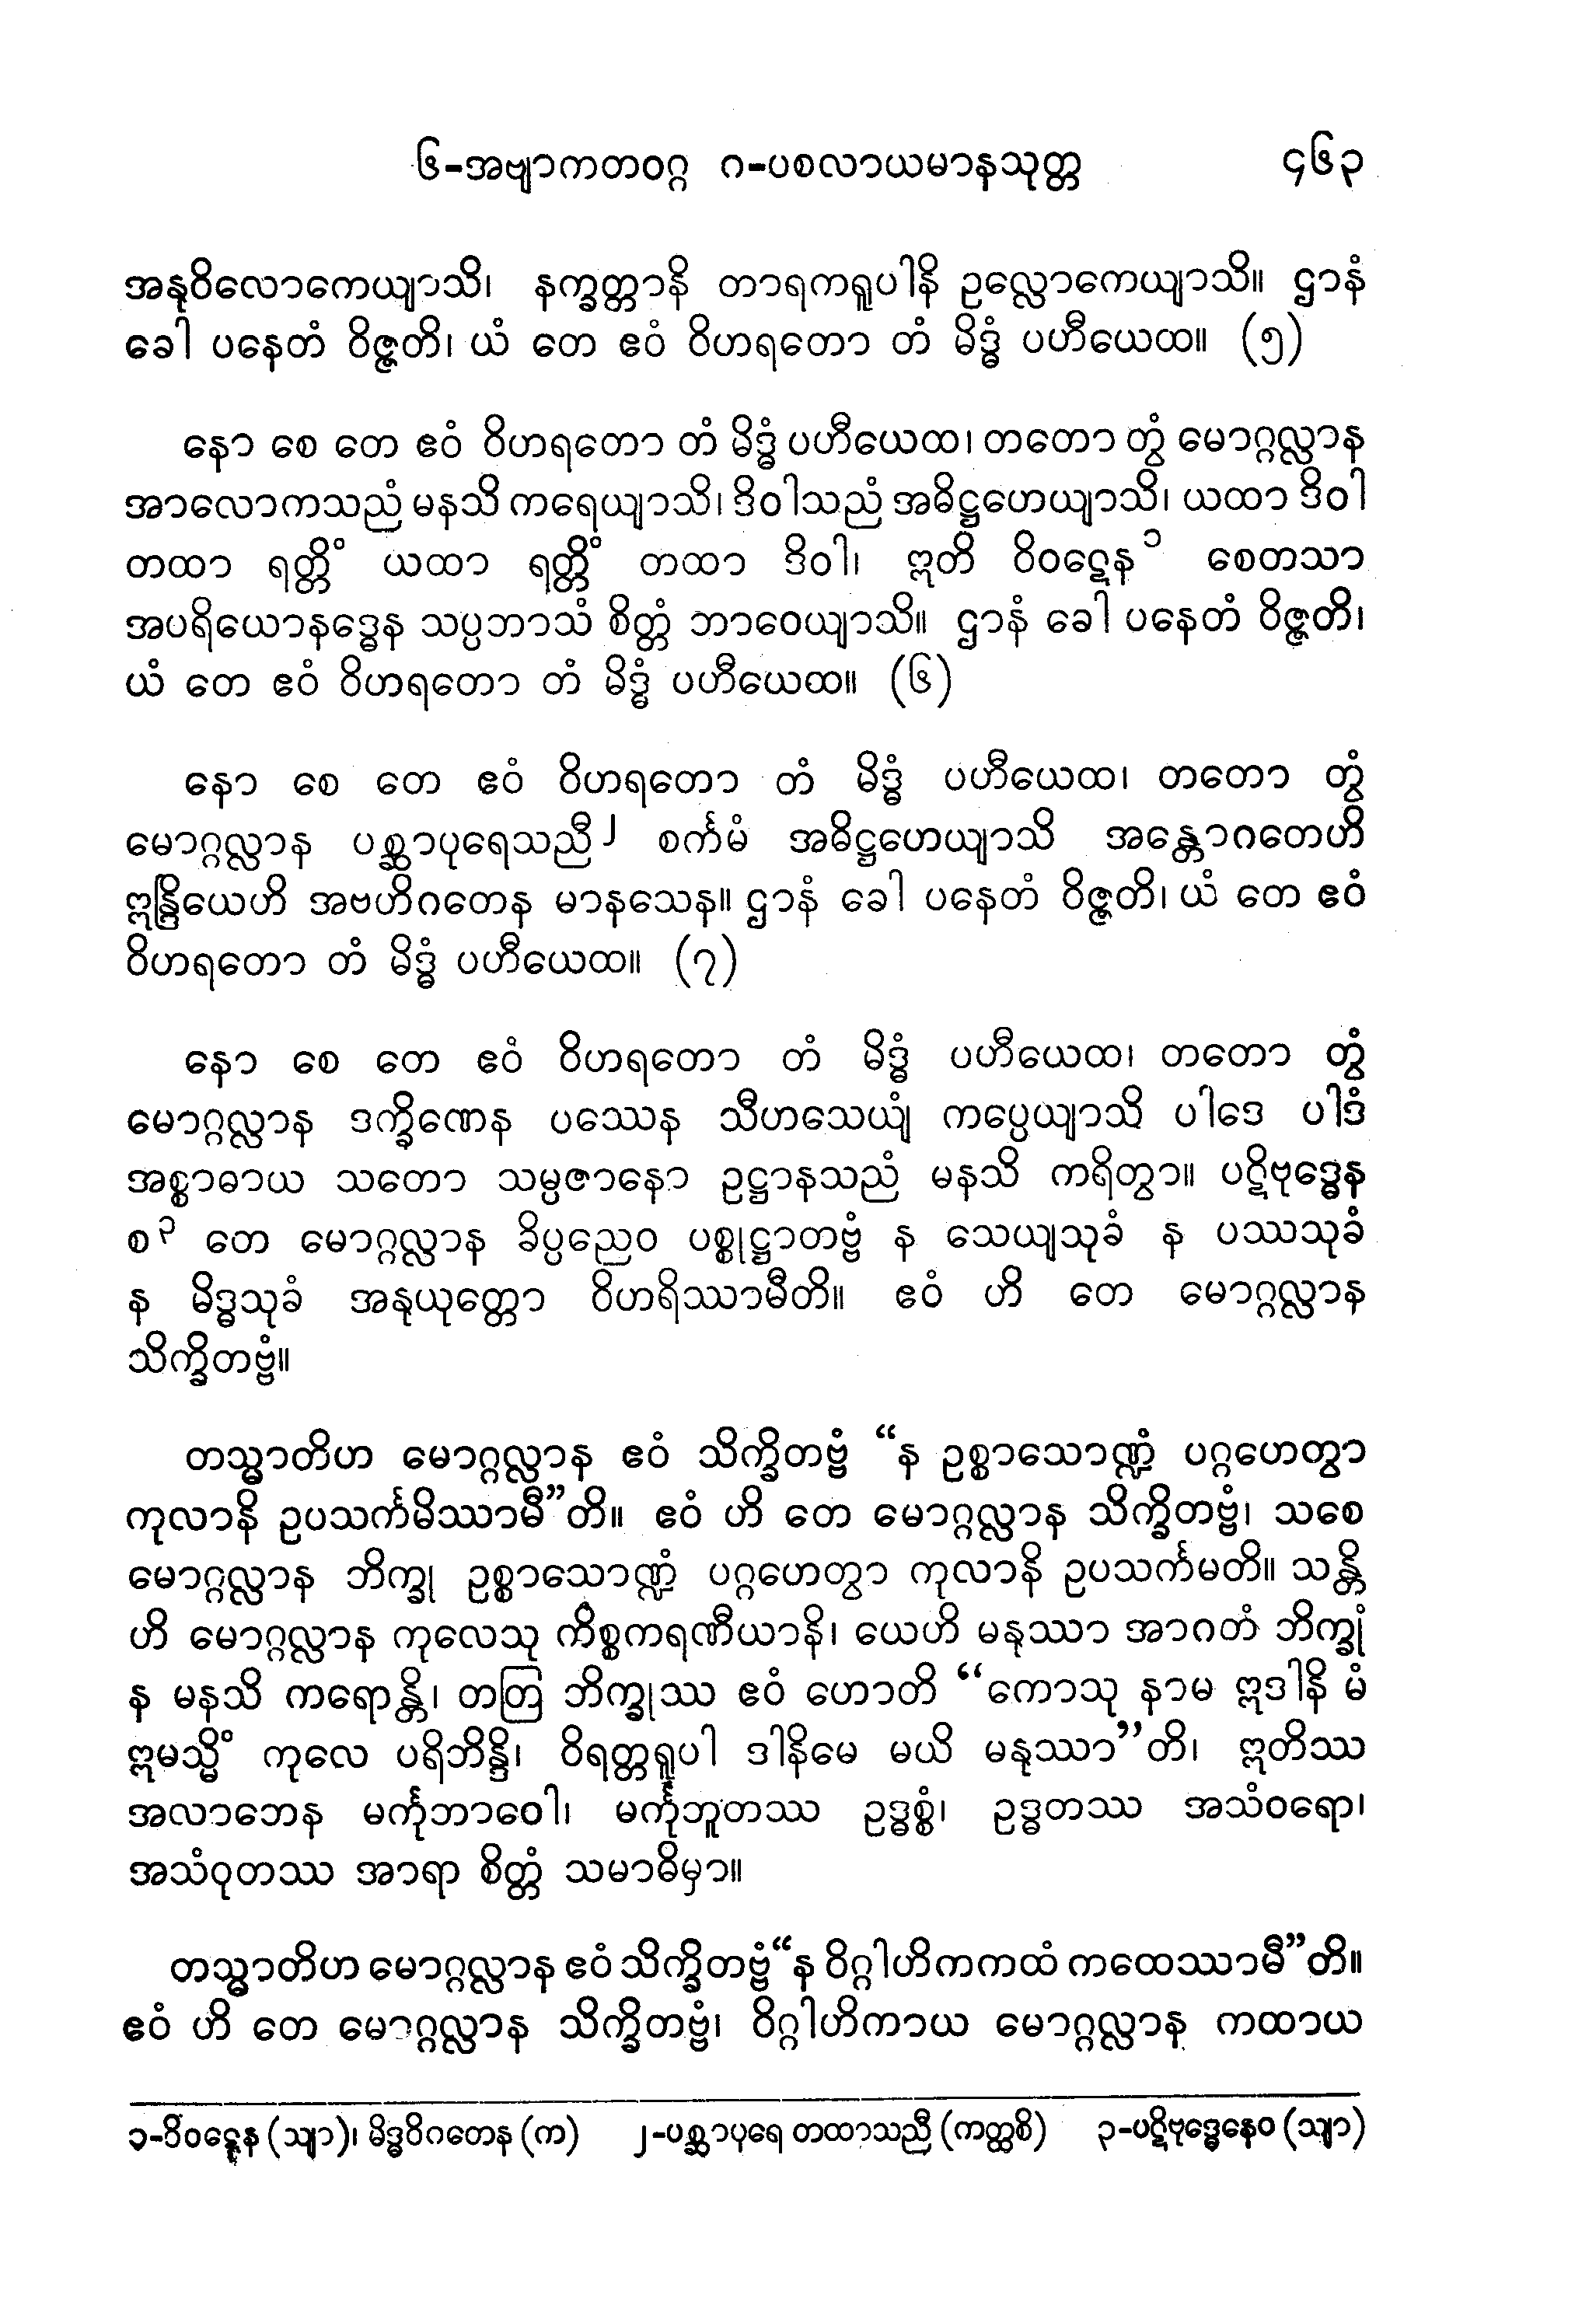 ၆-အဗျာကတဝဂ္ဂ ဂ-ပစလာယမာနသုတ္တ ၄၆၃
အနုဝိလောကေယျာသိ၊ နက္ခတ္တာနိ တာရကရူပါနိ ဥလ္လောကေယျာသိ။ ဌာနံ
ခေါ ပနေတံ ဝိဇ္ဇတိ၊ ယံ တေ ဧဝံ ဝိဟရတော တံ မိဒ္ဓံ ပဟီယေထ။ (၅)
နော စေ တေ ဧဝံ ဝိဟရတော တံ မိဒ္ဓံ ပဟီယေထ၊ တတော တွံ မောဂ္ဂလ္လာန
အာလောကသညံ မနသိ ကရေယျာသိ၊ ဒိဝါသညံ အဓိဋ္ဌဟေယျာသိ၊ ယထာ ဒိဝါ
တထာ ရတ္တိံ ယထာ ရတ္တိံ တထာ ဒိဝါ၊ ဣတိ ဝိဝဋေန ၁ စေတသာ
အပရိယောနဒ္ဓေန သပ္ပဘာသံ စိတ္တံ ဘာဝေယျာသိ။ ဌာနံ ခေါ ပနေတံ ဝိဇ္ဇတိ၊
ယံ တေ ဧဝံ ဝိဟရတော တံ မိဒ္ဓံ ပဟီယေထ။ (၆)
နော စေ တေ ဧဝံ ဝိဟရတော တံ မိဒ္ဓံ ပဟီယေထ၊ တတော တွံ
မောဂ္ဂလ္လာန ပစ္ဆာပုရေသညီ ၂ စင်္ကမံ အဓိဋ္ဌဟေယျာသိ အန္တောဂတေဟိ
ဣန္ဒြိယေဟိ အဗဟိဂတေန မာနသေန။ ဌာနံ ခေါ ပနေတံ ဝိဇ္ဇတိ၊ ယံ တေ ဧဝံ
ဝိဟရတော တံ မိဒ္ဓံ ပဟီယေထ။ (၇)
နော စေ တေ ဧဝံ ဝိဟရတော တံ မိဒ္ဓံ ပဟီယေထ၊ တတော တွံ
မောဂ္ဂလ္လာန ဒက္ခိဏေန ပဿေန သီဟသေယျံ ကပ္ပေယျာသိ ပါဒေ ပါဒံ
အစ္စာဓာယ သတော သမ္ပဇာနော ဥဋ္ဌာနသညံ မနသိ ကရိတွာ။ ပဋိဗုဒ္ဓေန
စ ၃ တေ မောဂ္ဂလ္လာန ခိပ္ပညေဝ ပစ္စုဋ္ဌာတဗ္ဗံ န သေယျသုခံ န ပဿသုခံ
န မိဒ္ဓသုခံ အနုယုတ္တော ဝိဟရိဿာမီတိ။ ဧဝံ ဟိ တေ မောဂ္ဂလ္လာန
သိက္ခိတဗ္ဗံ။
တသ္မာတိဟ မောဂ္ဂလ္လာန ဧဝံ သိက္ခိတဗ္ဗံ “န ဥစ္စာသောဏ္ဍံ ပဂ္ဂဟေတွာ
ကုလာနိ ဥပသင်္ကမိဿာမီ”တိ။ ဧဝံ ဟိ တေ မောဂ္ဂလ္လာန သိက္ခိတဗ္ဗံ၊ သစေ
မောဂ္ဂလ္လာန ဘိက္ခု ဥစ္စာသောဏ္ဍံ ပဂ္ဂဟေတွာ ကုလာနိ ဥပသင်္ကမတိ။ သန္တိ
ဟိ မောဂ္ဂလ္လာန ကုလေသု ကိစ္စကရဏီယာနိ၊ ယေဟိ မနုဿာ အာဂတံ ဘိက္ခုံ
န မနသိ ကရောန္တိ၊ တတြ ဘိက္ခုဿ ဧဝံ ဟောတိ “ကောသု နာမ ဣဒါနိ မံ
ဣမသ္မိံ ကုလေ ပရိဘိန္ဒိ၊ ဝိရတ္တရူပါ ဒါနိမေ မယိ မနုဿာ”တိ၊ ဣတိဿ
အလာဘေန မင်္ကုဘာဝေါ၊ မင်္ကုဘူတဿ ဥဒ္ဓစ္စံ၊ ဥဒ္ဓတဿ အသံဝရော၊
အသံဝုတဿ အာရာ စိတ္တံ သမာဓိမှာ။
တသ္မာတိဟ မောဂ္ဂလ္လာန ဧဝံ သိက္ခိတဗ္ဗံ“န ဝိဂ္ဂါဟိကကထံ ကထေဿာမီ”တိ။
ဧဝံ ဟိ တေ မောဂ္ဂလ္လာန သိက္ခိတဗ္ဗံ၊ ဝိဂ္ဂါဟိကာယ မောဂ္ဂလ္လာန ကထာယ
၁-ဝိဝဋ္ဋေန (သျာ)၊ မိဒ္ဓဝိဂတေန (က) ၂-ပစ္ဆာပုရေ တထာသညီ (ကတ္ထစိ) ၃-ပဋိဗုဒ္ဓေနေဝ (သျာ)